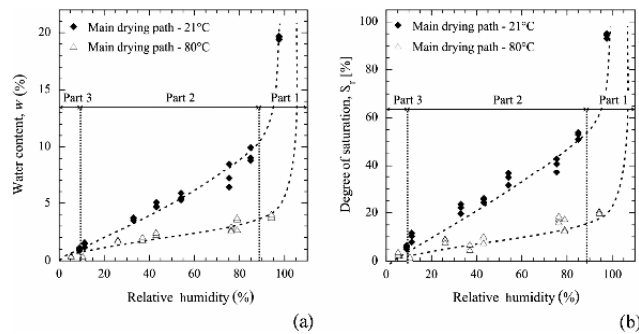 Main drying path - 21°C
Main drying path - 80°C
Part 3
Part 2
Part 1
Water content, w (%)
20
15
10
5
0
0
20
40
60
80
100
Relative humidity (%)
(a)
Main drying path - 21°C
Main drying path - 80°C
Part 3
Part 2
Part 1
Degree of saturation, Sr [%]
100
80
60
40
20
0
0
20
40
60
80
100
Relative humidity (%)
(b)